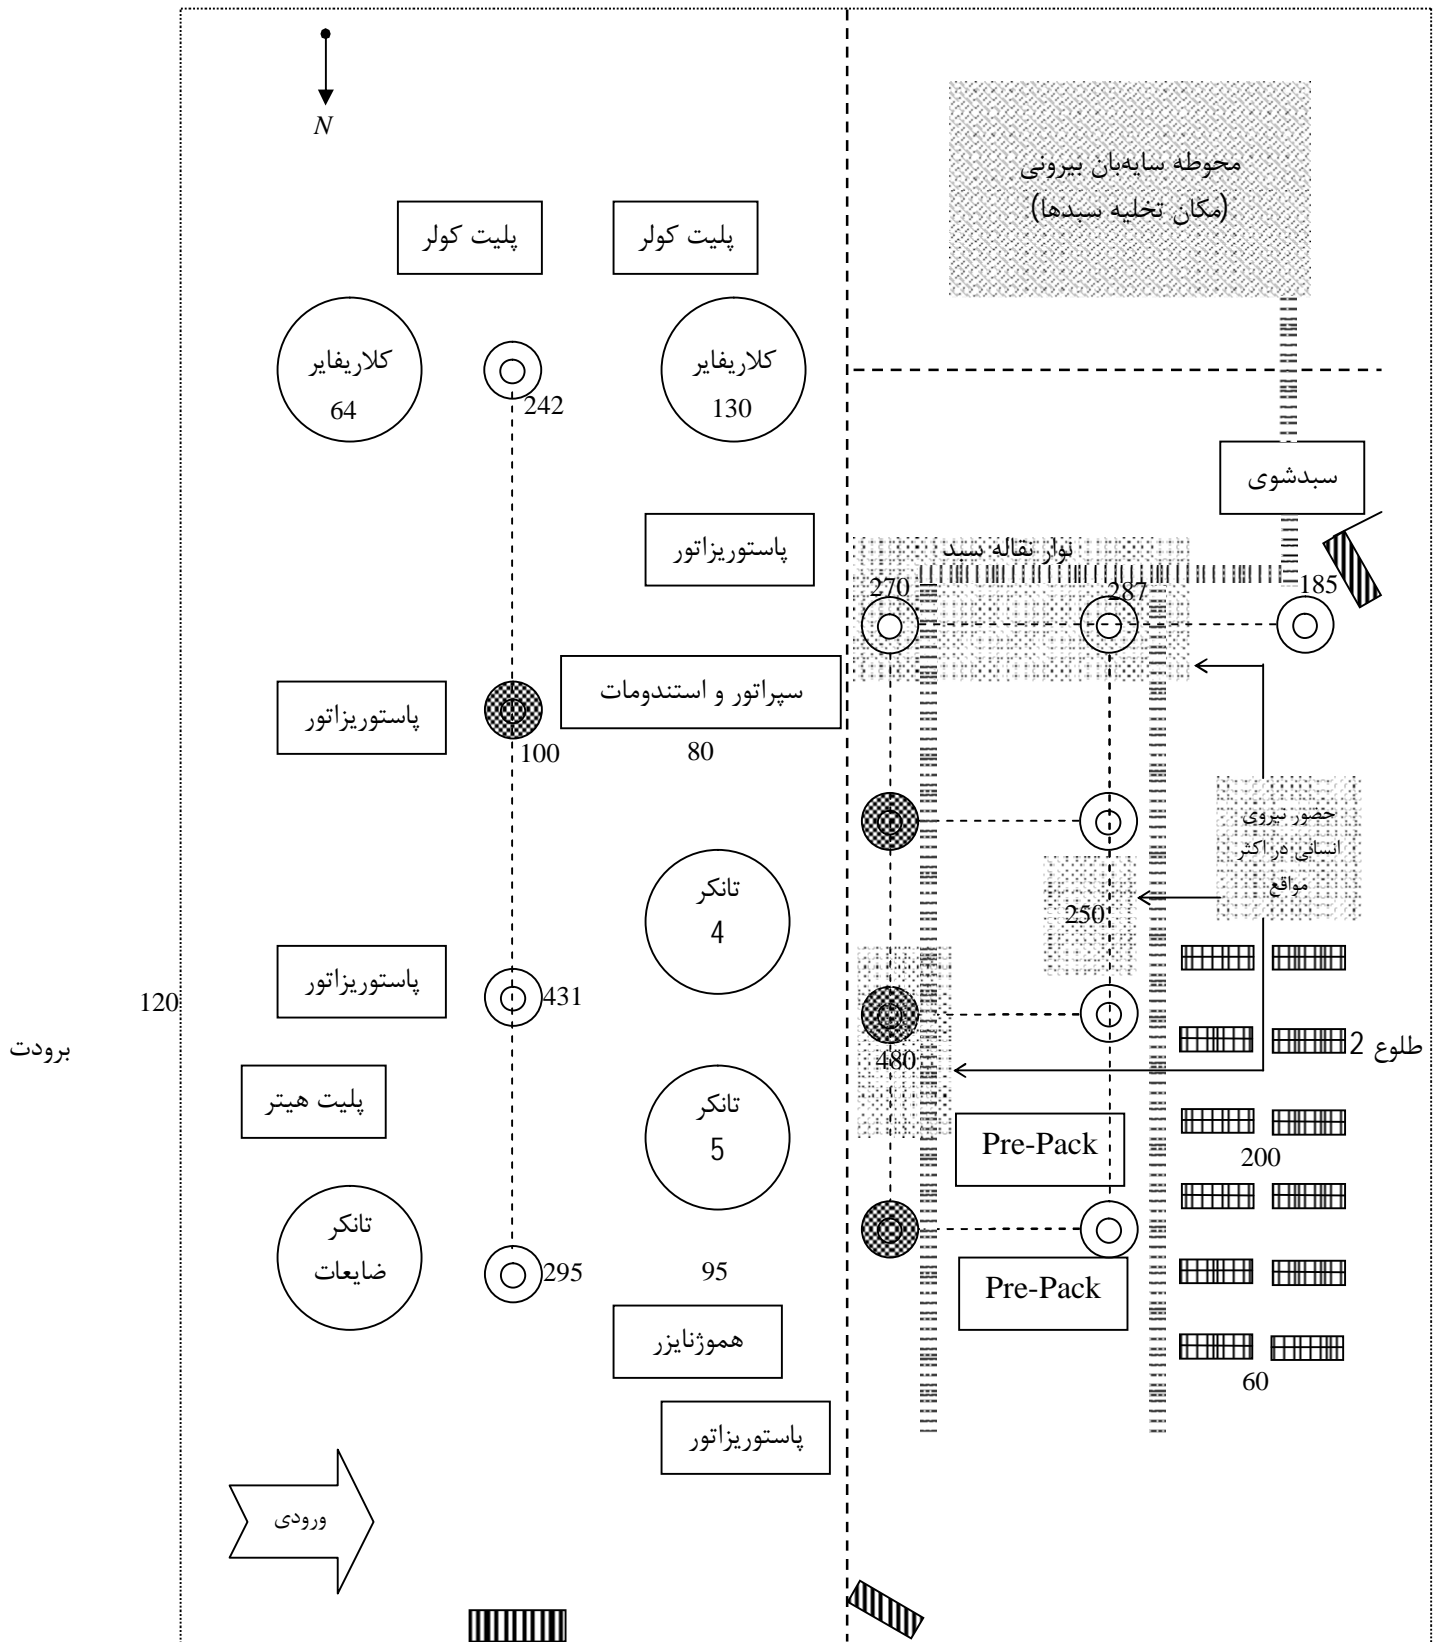 N
محوطه سایه‌بان بیرونی
(مکان تخلیه سبدها)
پلیت کولر
پلیت کولر
کلاریفایر
64
242
کلاریفایر
130
سبدشوی
پاستوریزاتور
نوار نقاله سبد
270
287
185
سپراتور و استندومات
80
پاستوریزاتور
100
حضور نیروی
انسانی در اکثر
مواقع
تانکر
4
250
پاستوریزاتور
431
120
برودت
طلوع 2
480
پلیت هیتر
تانکر
5
Pre-Pack
200
تانکر
ضایعات
295
95
Pre-Pack
هموژنایزر
60
پاستوریزاتور
ورودی